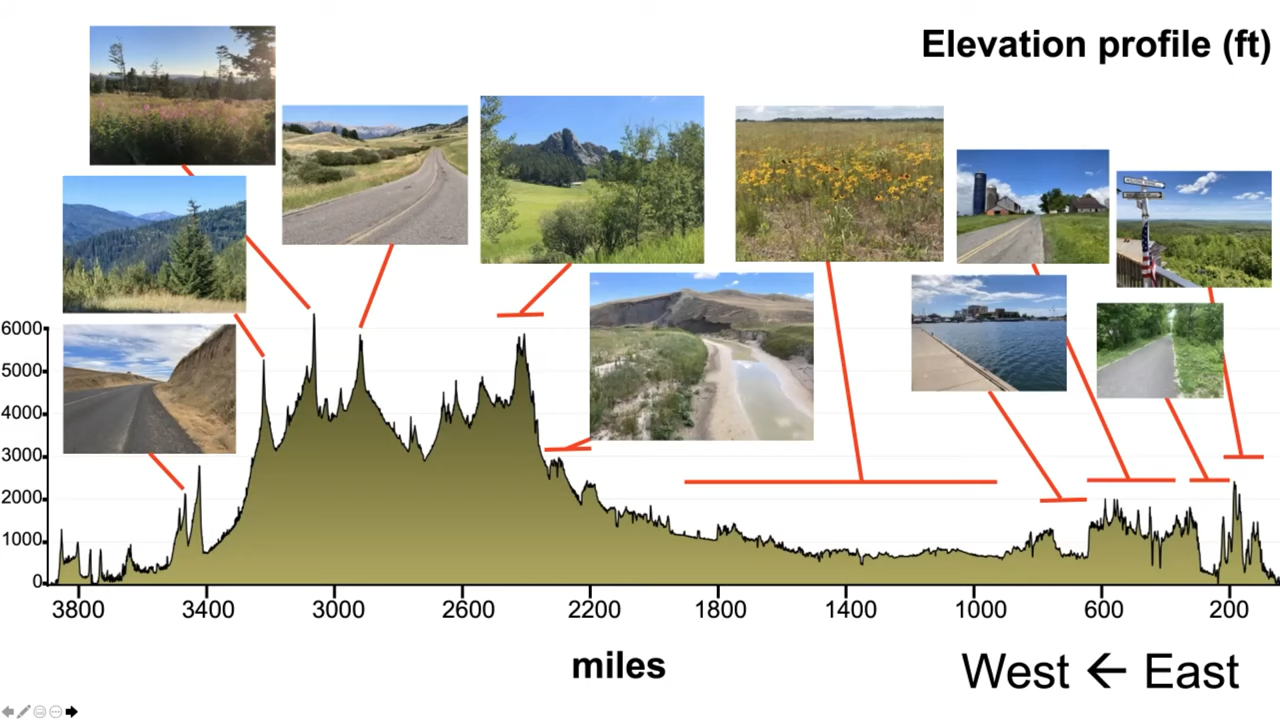 Elevation profile (ft)
6000
5000
4000
3000
2000
1000
0
3800 3400 3000 2600 2200 1800 1400 1000 600 200
miles
West ← East